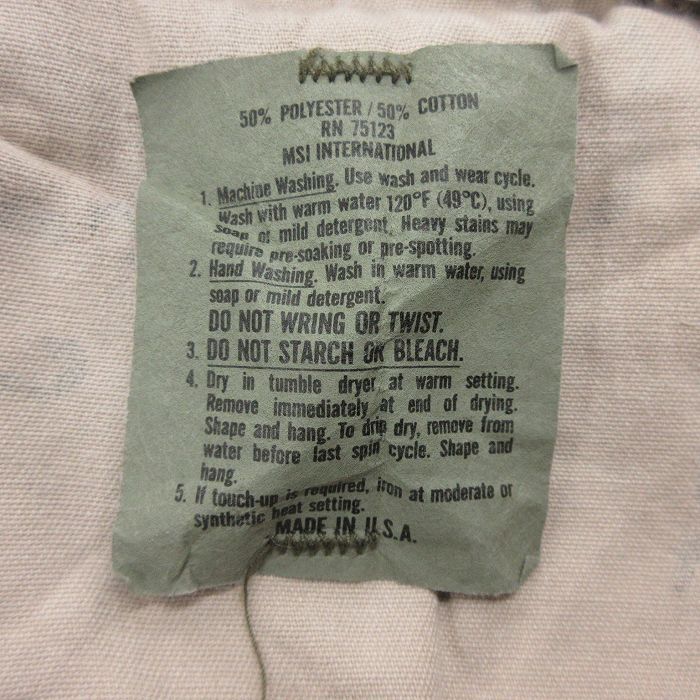 50% POLYESTER / 50% COTTON
RN 75123
MSI INTERNATIONAL
1. Machine Washing. Use wash and wear cycle.
Wash with warm water 120°F (49°C), using
soap or mild detergent. Heavy stains may
require pre-soaking or pre-spotting.
2. Hand Washing. Wash in warm water, using
soap or mild detergent.
DO NOT WRING OR TWIST.
3. DO NOT STARCH OR BLEACH.
4. Dry in tumble dryer at warm setting.
Remove immediately at end of drying.
Shape and hang. To drip dry, remove from
water before last spin cycle. Shape and
hang.
5. If touch-up is required, iron at moderate or
synthetic heat setting.
MADE IN U.S.A.